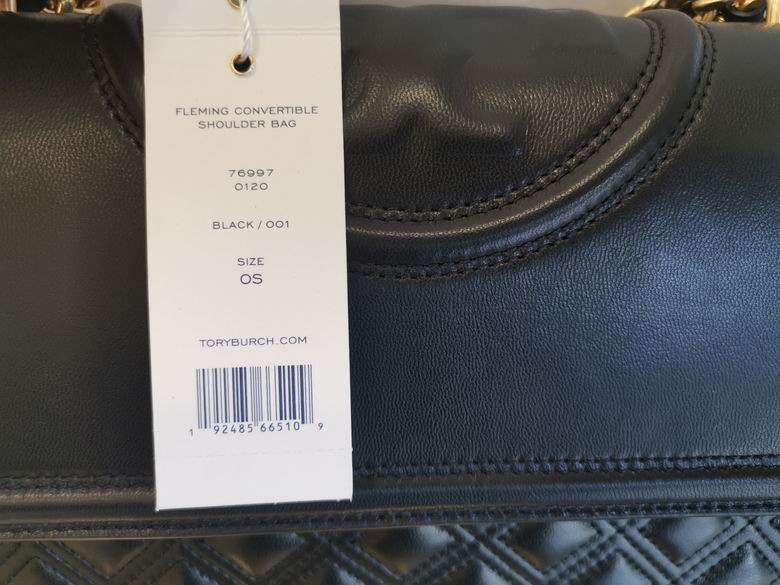 FLEMING CONVERTIBLE
SHOULDER BAG
76997
0120
BLACK / 001
SIZE
OS
TORYBURCH.COM
1 92485 66510 9